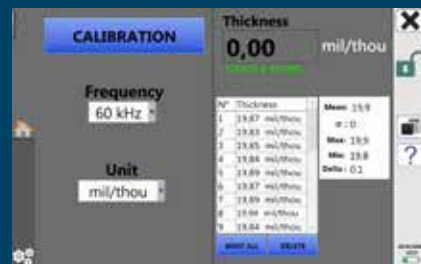 CALIBRATION
Frequency
60 kHz
Unit
mil/thou
Thickness
0,00 mil/thou
N° Thickness
1 19,87 mil/thou
2 19,83 mil/thou
3 19,85 mil/thou
4 19,84 mil/thou
5 19,89 mil/thou
6 19,87 mil/thou
7 19,89 mil/thou
8 19,94 mil/thou
9 19,84 mil/thou
DELETE
Mean: 19,9
σ : 0
Max: 19,9
Min: 19,8
Delta : 0,1
?